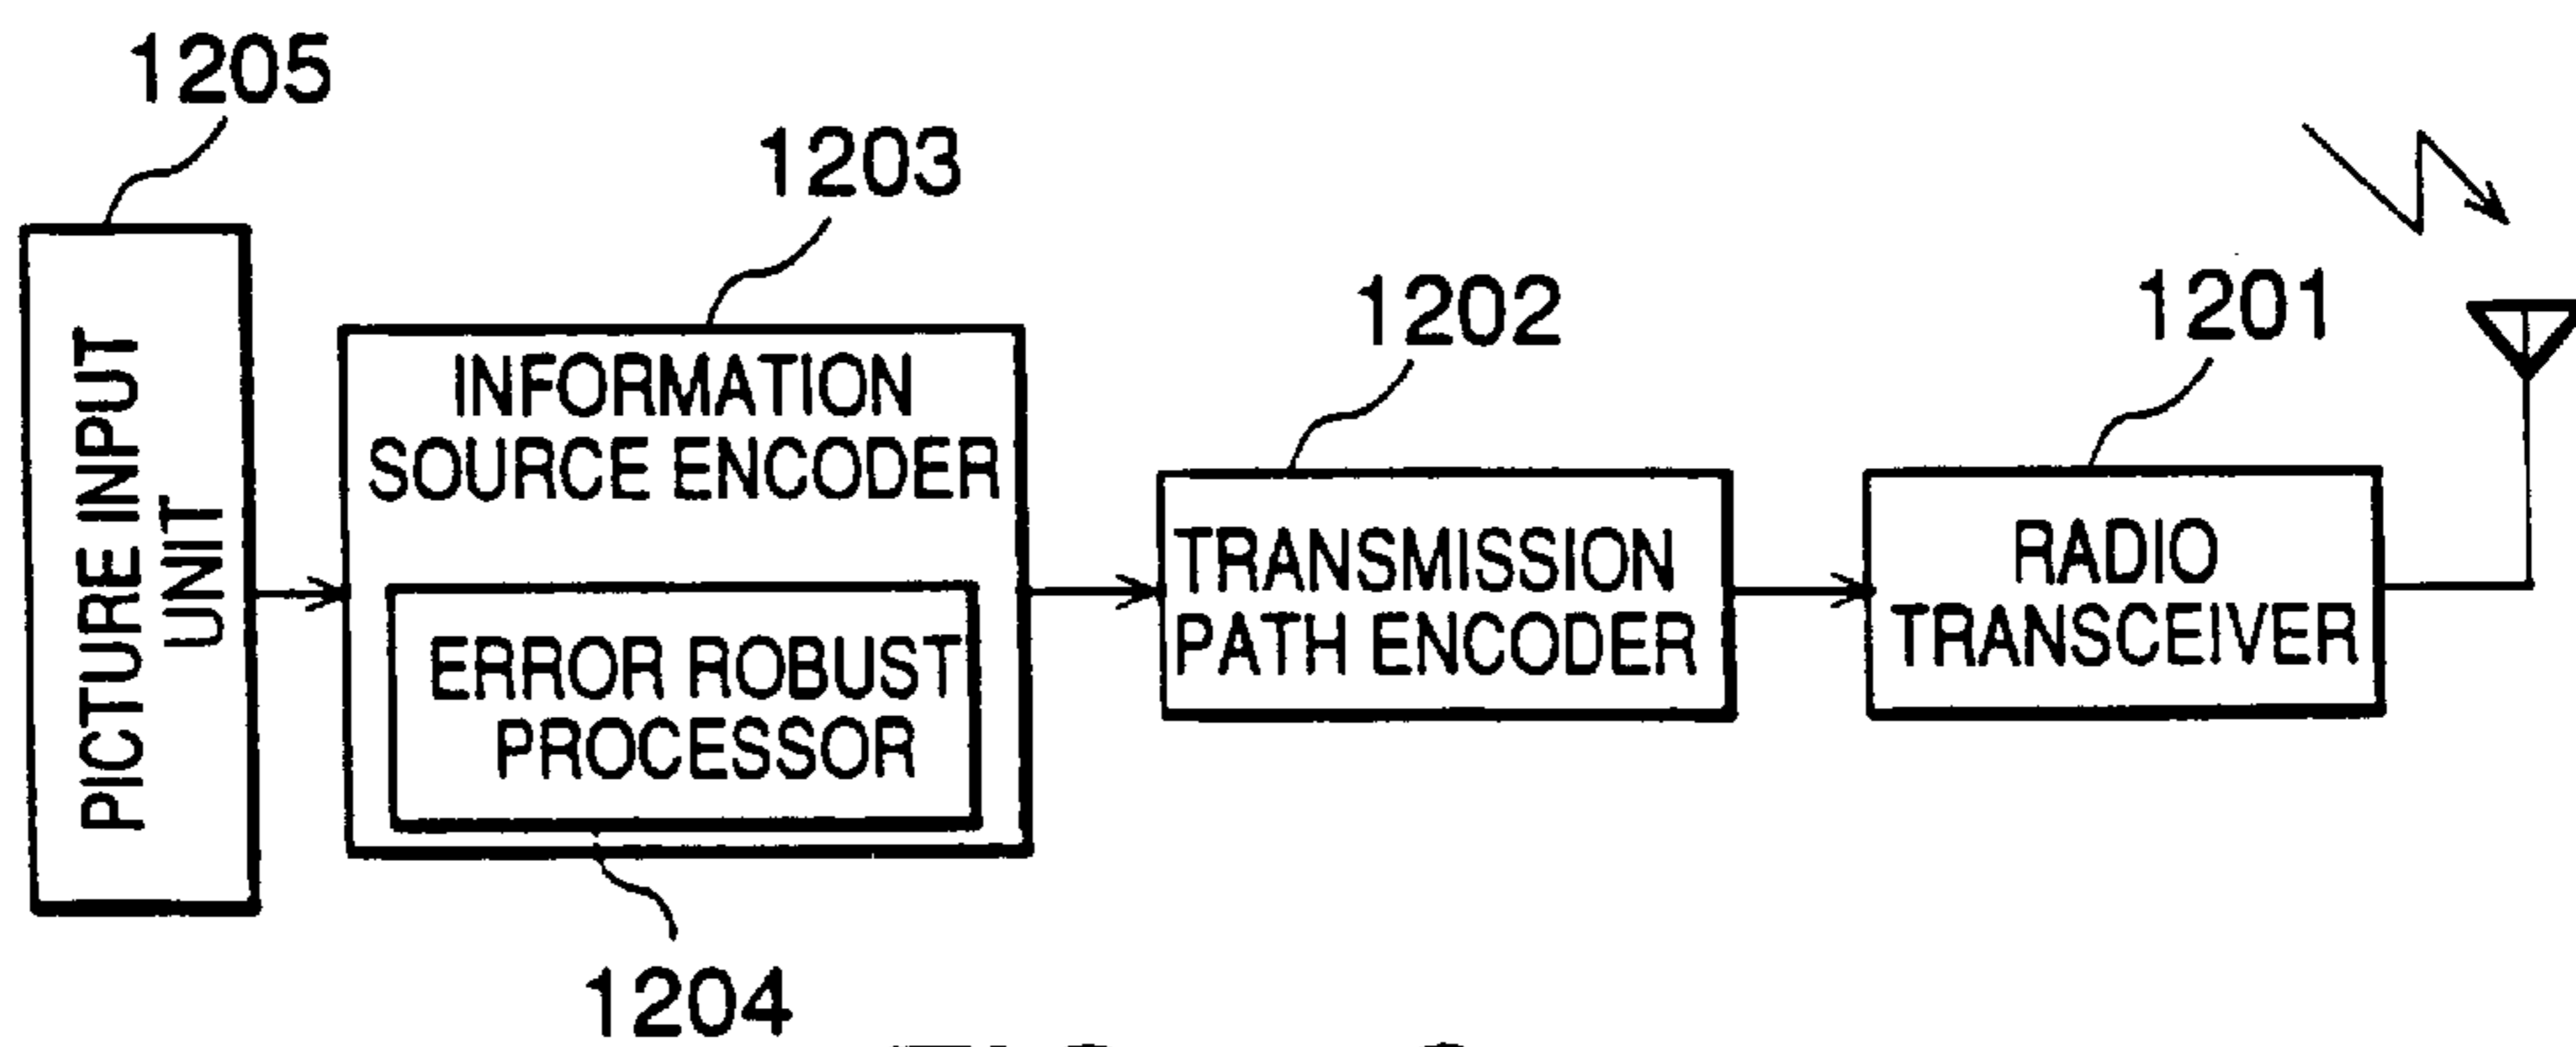 1205
1203
1202
1201
PICTURE INPUT
UNIT
INFORMATION
SOURCE ENCODER
ERROR ROBUST
PROCESSOR
TRANSMISSION
PATH ENCODER
RADIO
TRANSCEIVER
1204